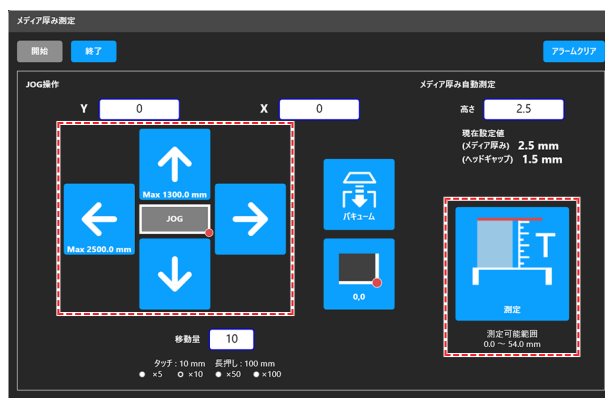 メディア厚み測定
開始
終了
アラームクリア
JOG操作
メディア厚み自動測定
Y
0
X
0
高さ
2.5
現在設定値
(メディア厚み) 2.5 mm
(ヘッドギャップ) 1.5 mm
Max 1300.0 mm
JOG
Max 2500.0 mm
バキューム
0,0
T
測定
測定可能範囲
0.0 ～ 54.0 mm
移動量
10
タッチ : 10 mm 長押し : 100 mm
×5 ×10 ×50 ×100